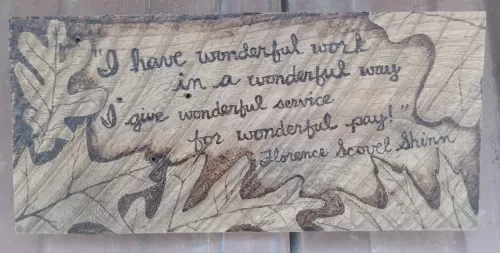 "I have wonderful work
in a wonderful way
I give wonderful service
for wonderful pay!"
Florence Scovel Shinn